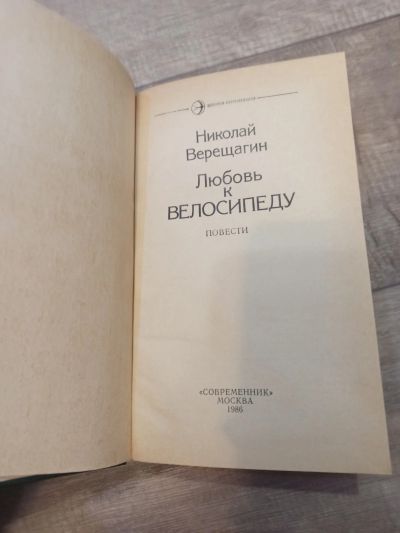 Николай
Верещагин
Любовь
к
ВЕЛОСИПЕДУ
ПОВЕСТИ
«СОВРЕМЕННИК»
МОСКВА
1986